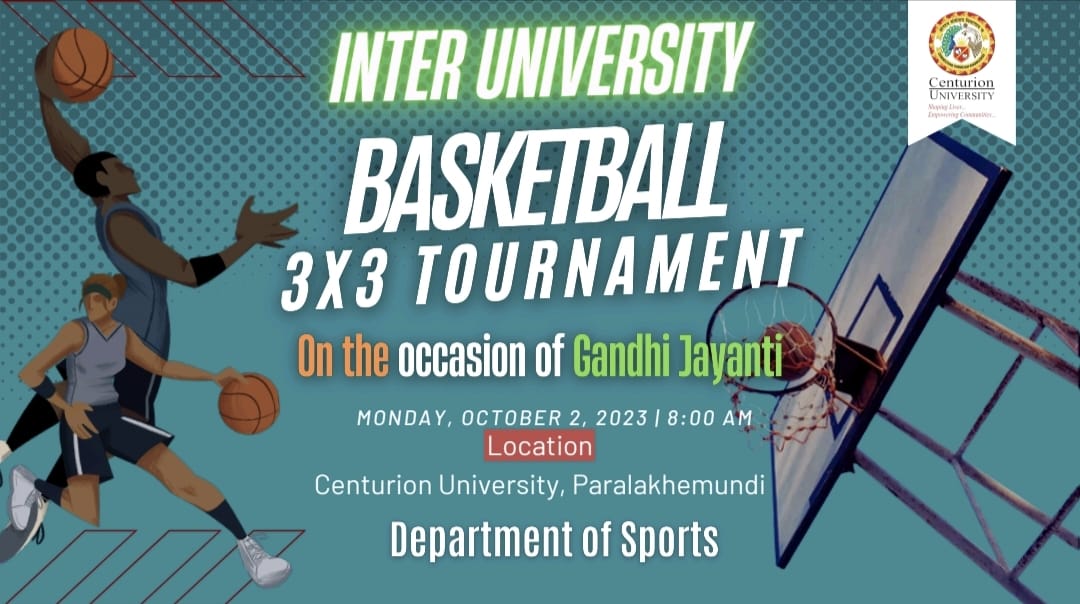 INTER UNIVERSITY
BASKETBALL
3X3 TOURNAMENT
On the occasion of Gandhi Jayanti
MONDAY, OCTOBER 2, 2023 | 8:00 AM
Location
Centurion University, Paralakhemundi
Department of Sports
Centurion
UNIVERSITY
Shaping Lives...
Empowering Communities...